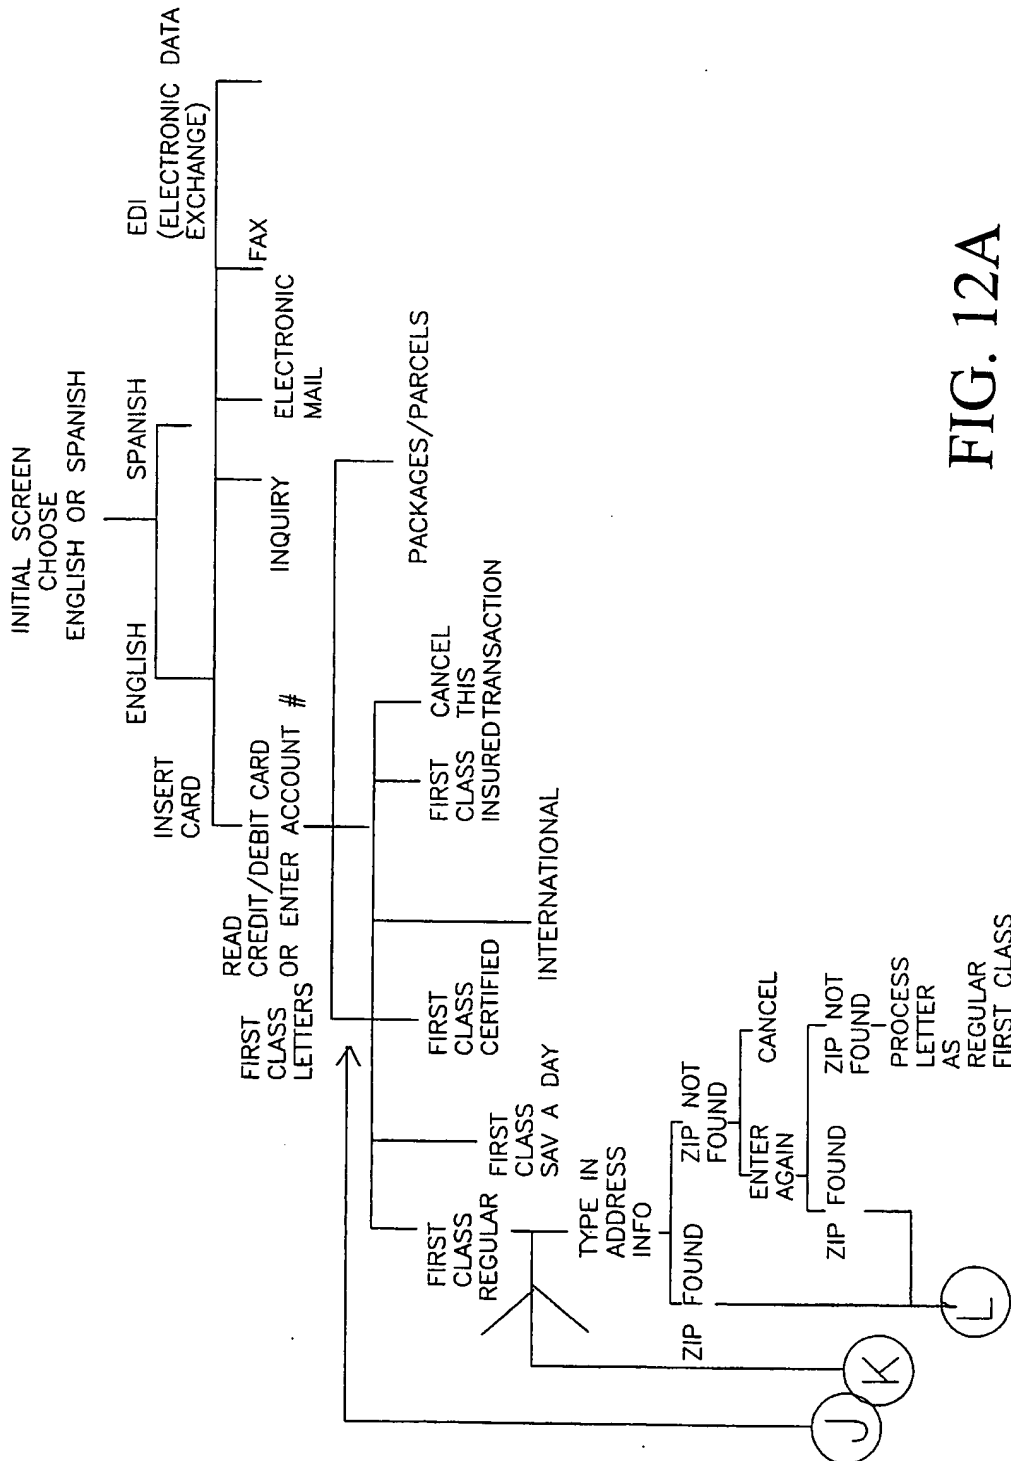 INITIAL SCREEN
CHOOSE
ENGLISH OR SPANISH
ENGLISH
SPANISH
INSERT
CARD
EDI
(ELECTRONIC DATA
EXCHANGE)
READ
CREDIT/DEBIT CARD
OR ENTER ACCOUNT #
INQUIRY
ELECTRONIC
MAIL
FAX
FIRST
CLASS
LETTERS
PACKAGES/PARCELS
FIRST
CLASS
REGULAR
FIRST
CLASS
SAV A DAY
FIRST
CLASS
CERTIFIED
INTERNATIONAL
FIRST
CLASS
INSURED
CANCEL
THIS
TRANSACTION
TYPE IN
ADDRESS
INFO
ZIP FOUND
ZIP NOT
FOUND
ENTER
AGAIN
CANCEL
ZIP FOUND
ZIP NOT
FOUND
PROCESS
LETTER
AS
REGULAR
FIRST CLASS
J
K
L
FIG. 12A